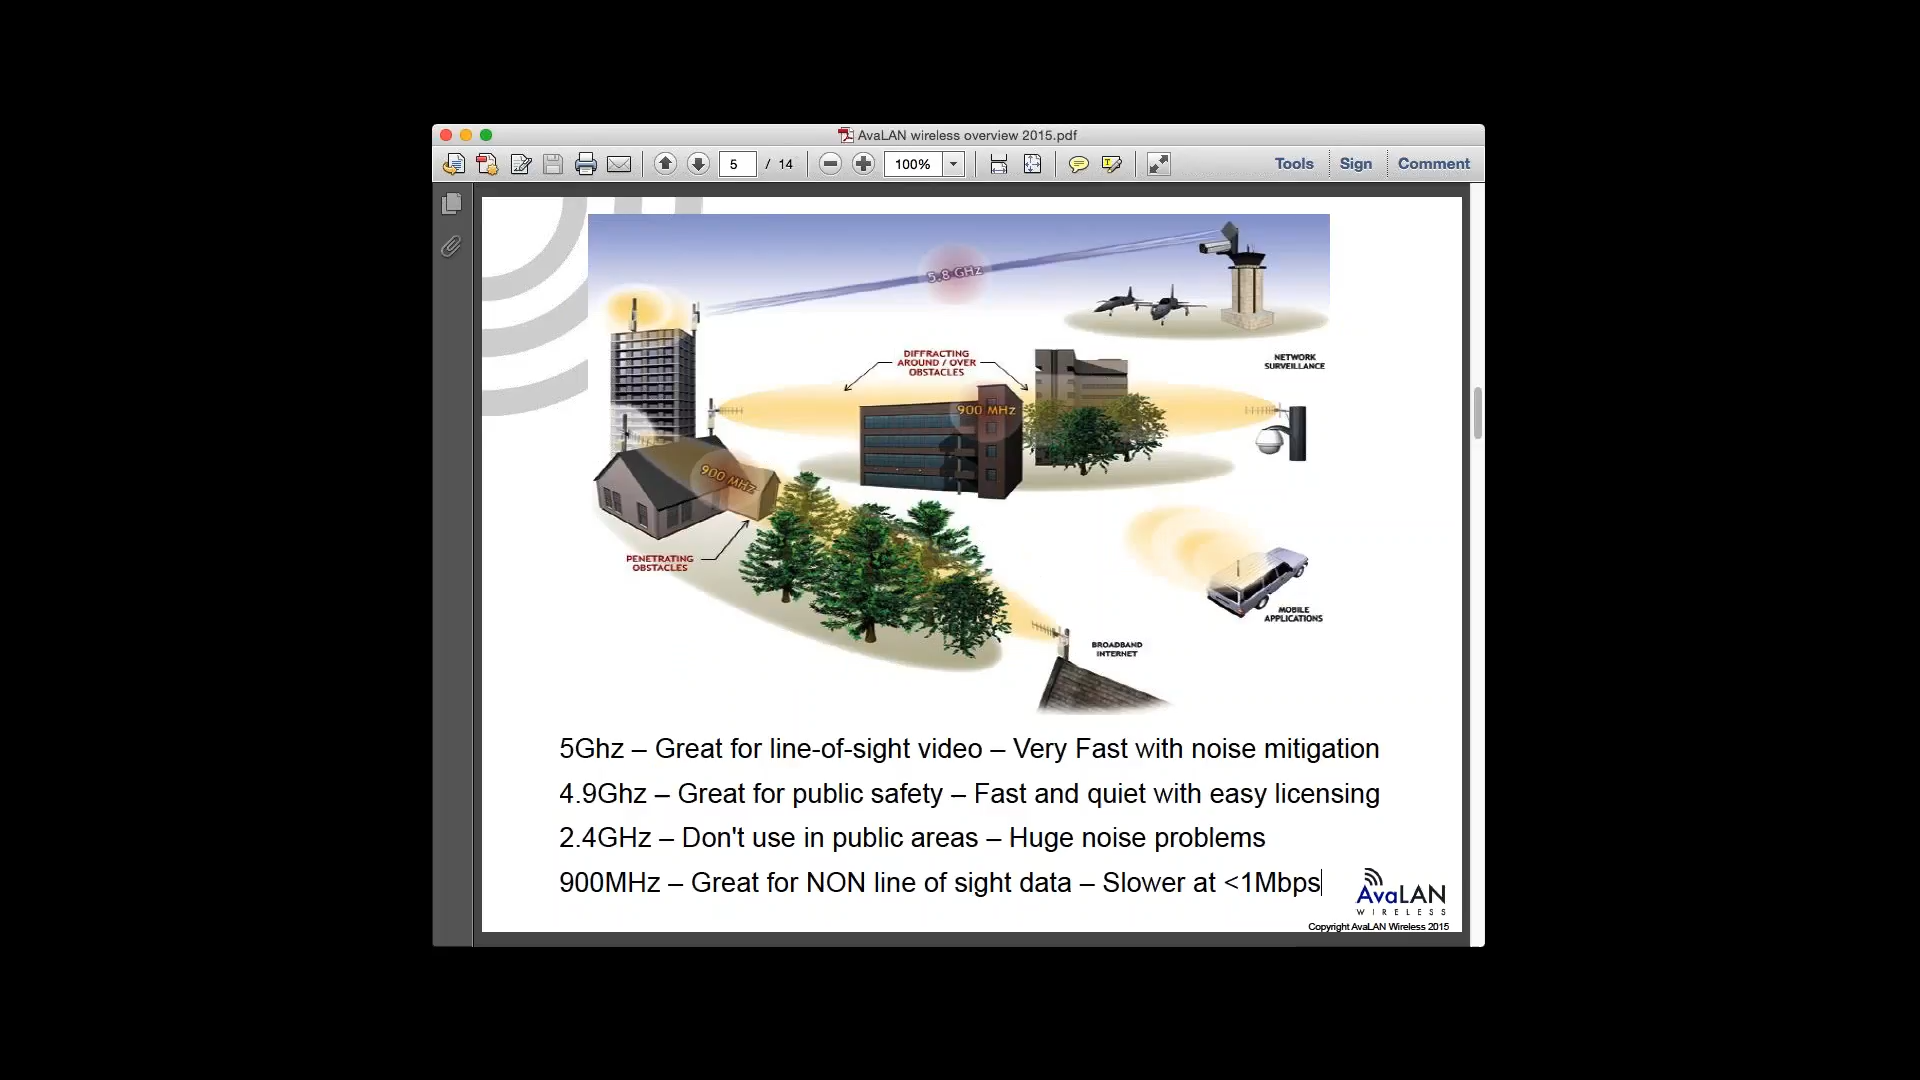 AvaLAN wireless overview 2015.pdf
5 / 14 100% Tools Sign Comment
5.8 GHz
NETWORK
SURVEILLANCE
DIFFRACTING
AROUND / OVER
OBSTACLES
900 MHz
900 MHz
PENETRATING
OBSTACLES
MOBILE
APPLICATIONS
BROADBAND
INTERNET
5Ghz – Great for line-of-sight video – Very Fast with noise mitigation
4.9Ghz – Great for public safety – Fast and quiet with easy licensing
2.4GHz – Don't use in public areas – Huge noise problems
900MHz – Great for NON line of sight data – Slower at <1Mbps
AvaLAN
WIRELESS
Copyright AvaLAN Wireless 2015